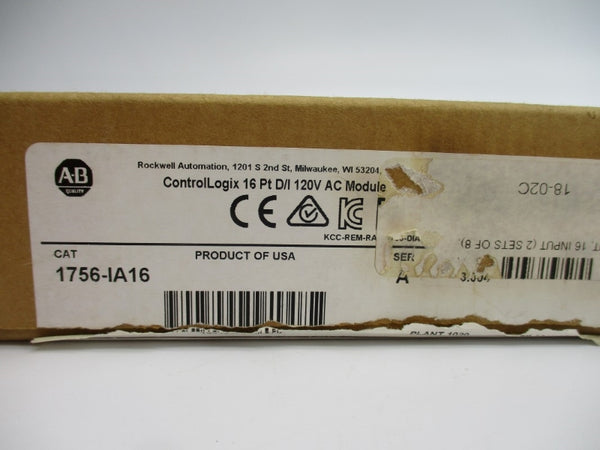 A-B
QUALITY
Rockwell Automation, 1201 S 2nd St, Milwaukee, WI 53204,
ControlLogix 16 Pt D/I 120V AC Module
CE
KCC-REM-RA
-DIA
CAT
PRODUCT OF USA
SER
1756-IA16
A
18-02C
T, 16 INPUT (2 SETS OF 8),